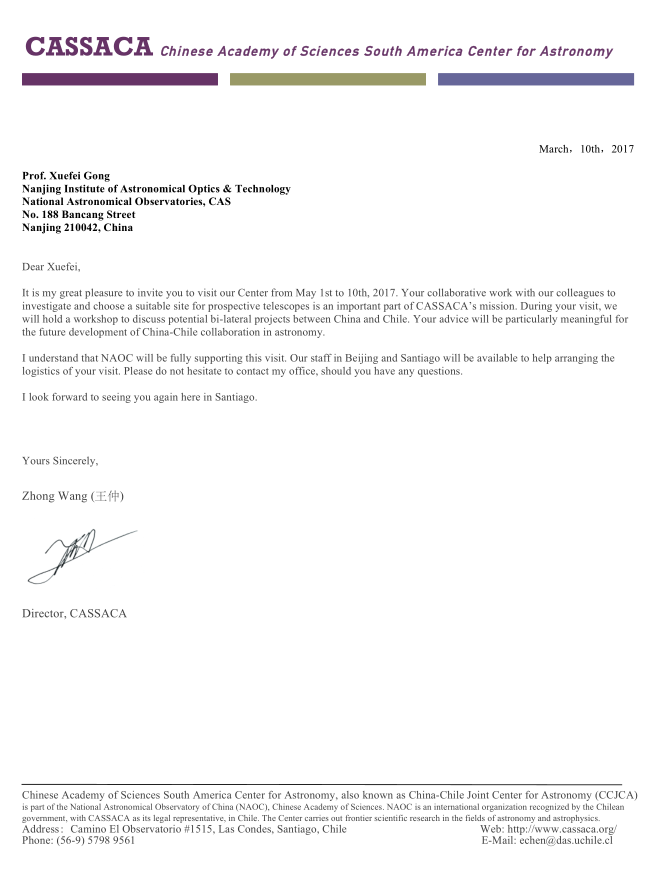 CASSACA Chinese Academy of Sciences South America Center for Astronomy
March，10th，2017
Prof. Xuefei Gong
Nanjing Institute of Astronomical Optics & Technology
National Astronomical Observatories, CAS
No. 188 Bancang Street
Nanjing 210042, China
Dear Xuefei,
It is my great pleasure to invite you to visit our Center from May 1st to 10th, 2017. Your collaborative work with our colleagues to
investigate and choose a suitable site for prospective telescopes is an important part of CASSACA's mission. During your visit, we
will hold a workshop to discuss potential bi-lateral projects between China and Chile. Your advice will be particularly meaningful for
the future development of China-Chile collaboration in astronomy.
I understand that NAOC will be fully supporting this visit. Our staff in Beijing and Santiago will be available to help arranging the
logistics of your visit. Please do not hesitate to contact my office, should you have any questions.
I look forward to seeing you again here in Santiago.
Yours Sincerely,
Zhong Wang (王仲)
Director, CASSACA
Chinese Academy of Sciences South America Center for Astronomy, also known as China-Chile Joint Center for Astronomy (CCJCA)
is part of the National Astronomical Observatory of China (NAOC), Chinese Academy of Sciences. NAOC is an international organization recognized by the Chilean
government, with CASSACA as its legal representative, in Chile. The Center carries out frontier scientific research in the fields of astronomy and astrophysics.
Address： Camino El Observatorio #1515, Las Condes, Santiago, Chile Web: http://www.cassaca.org/
Phone: (56-9) 5798 9561 E-Mail: echen@das.uchile.cl